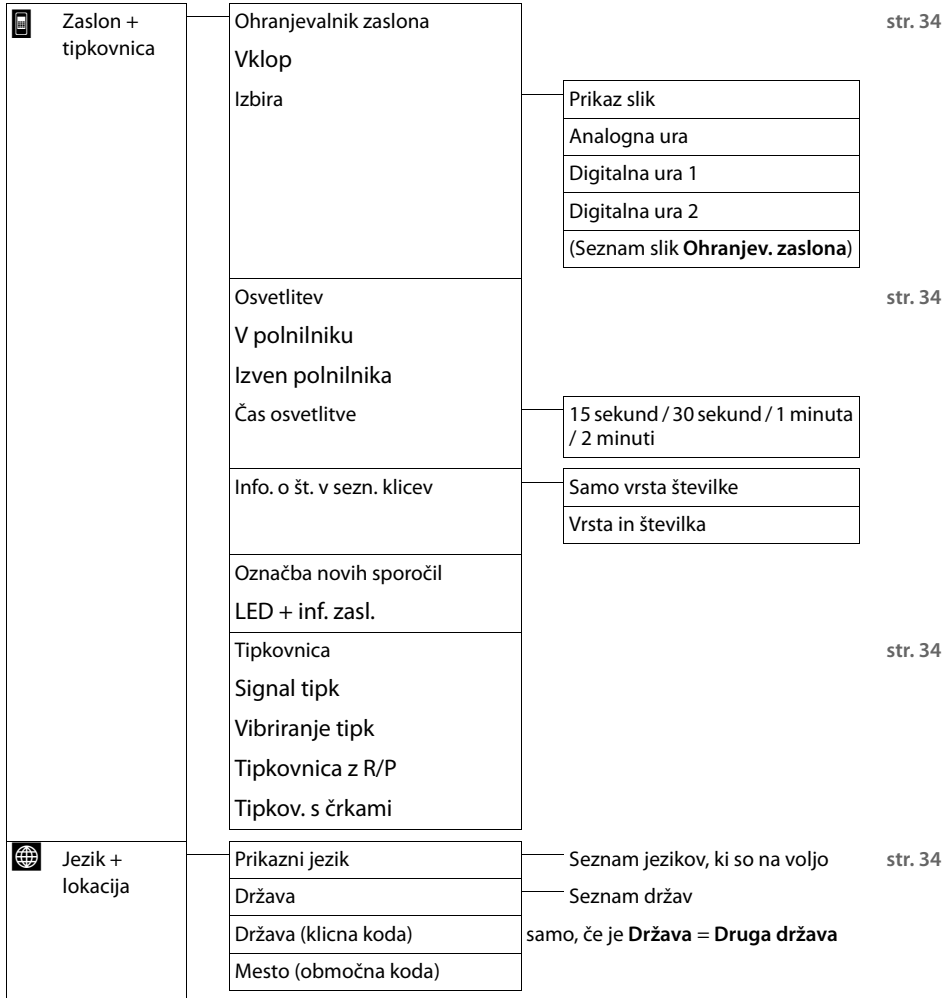 Zaslon +
tipkovnica
Ohranjevalnik zaslona
str. 34
Vklop
Izbira
Prikaz slik
Analogna ura
Digitalna ura 1
Digitalna ura 2
(Seznam slik Ohranjev. zaslona)
Osvetlitev
str. 34
V polnilniku
Izven polnilnika
Čas osvetlitve
15 sekund / 30 sekund / 1 minuta
/ 2 minuti
Info. o št. v sezn. klicev
Samo vrsta številke
Vrsta in številka
Označba novih sporočil
LED + inf. zasl.
Tipkovnica
str. 34
Signal tipk
Vibriranje tipk
Tipkovnica z R/P
Tipkov. s črkami
Jezik +
lokacija
Prikazni jezik
Seznam jezikov, ki so na voljo
str. 34
Država
Seznam držav
Država (klicna koda)
samo, če je Država = Druga država
Mesto (območna koda)